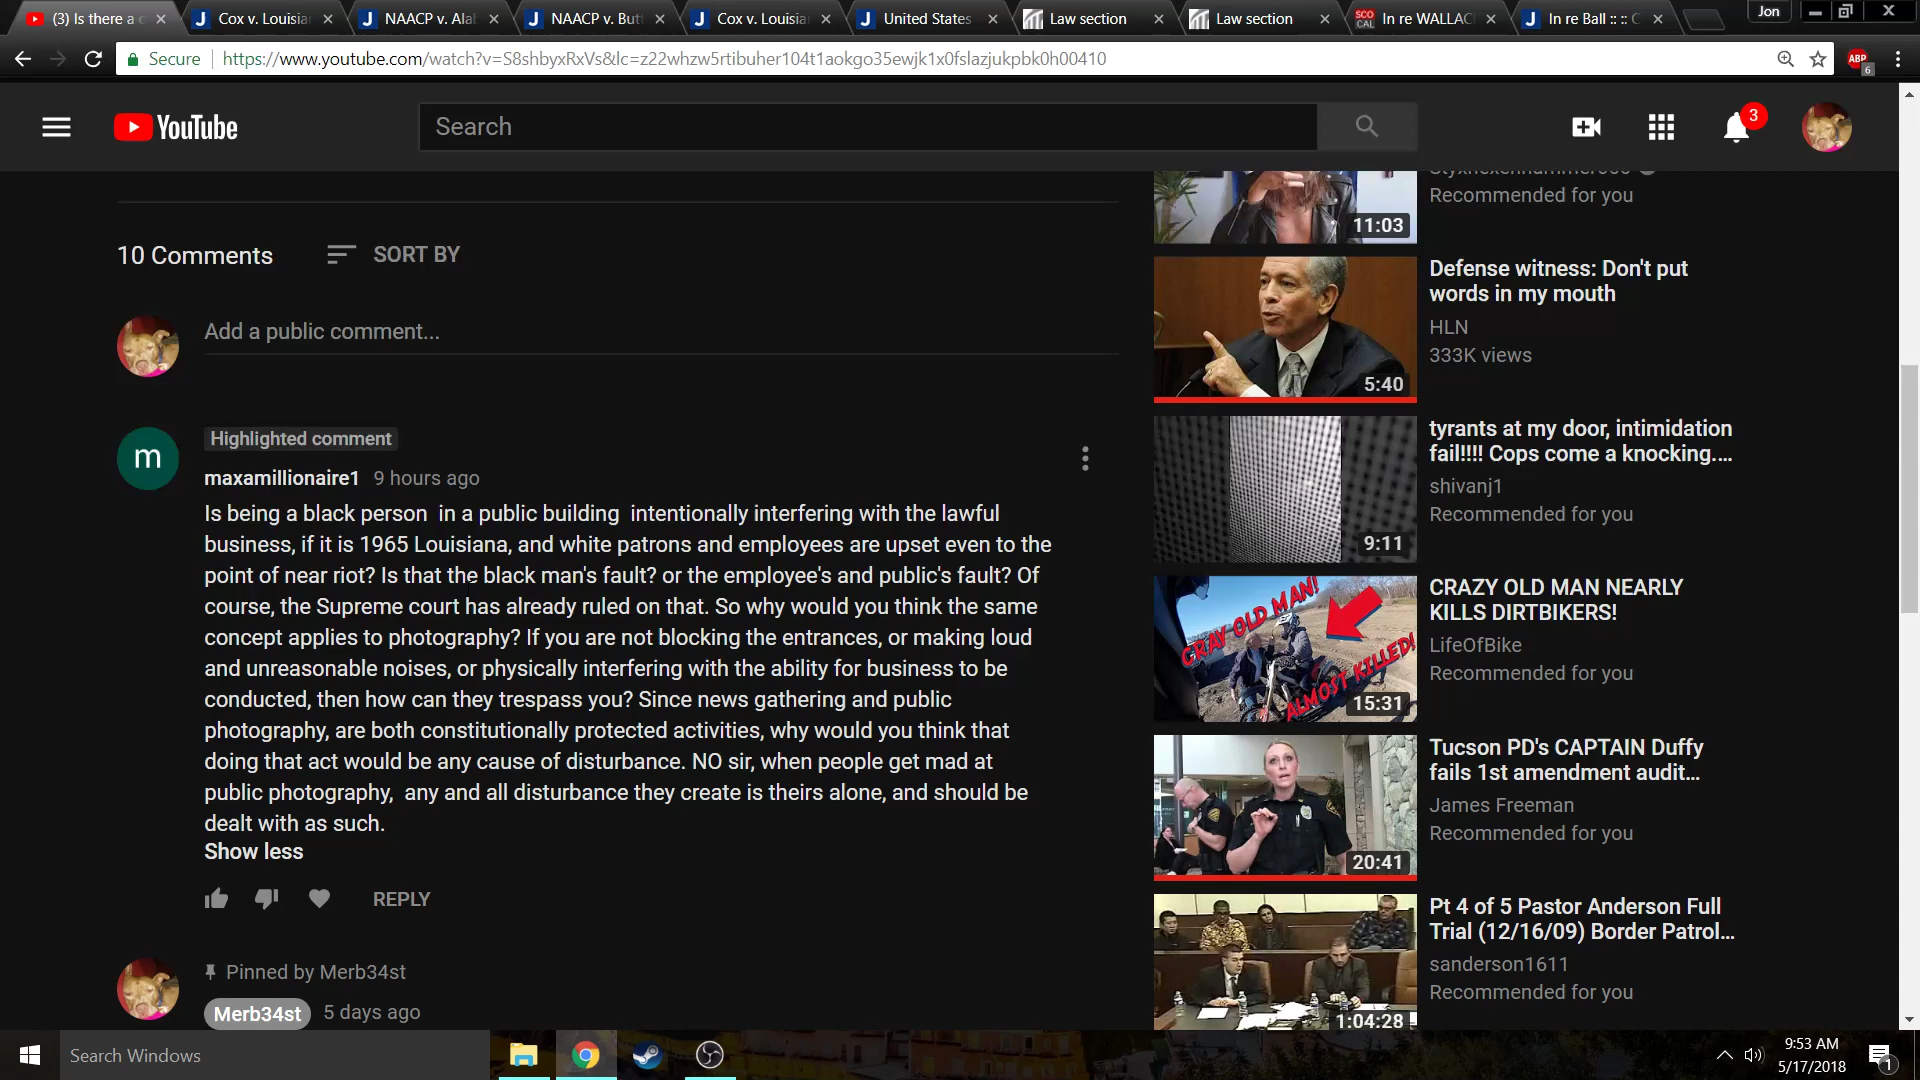 (3) Is there a c
Cox v. Louisia
NAACP v. Ala
NAACP v. But
Cox v. Louisia
United States
Law section
Law section
In re WALLAC
In re Ball :: :: C
Jon
Secure
https://www.youtube.com/watch?v=S8shbyxRxVs&lc=z22whzw5rtibuher104t1aokgo35ewjk1x0fslazjukpbk0h00410
ABP
6
YouTube
Search
3
10 Comments
SORT BY
Add a public comment...
Highlighted comment
m
maxamillionaire1 9 hours ago
Is being a black person in a public building intentionally interfering with the lawful
business, if it is 1965 Louisiana, and white patrons and employees are upset even to the
point of near riot? Is that the black man's fault? or the employee's and public's fault? Of
course, the Supreme court has already ruled on that. So why would you think the same
concept applies to photography? If you are not blocking the entrances, or making loud
and unreasonable noises, or physically interfering with the ability for business to be
conducted, then how can they trespass you? Since news gathering and public
photography, are both constitutionally protected activities, why would you think that
doing that act would be any cause of disturbance. NO sir, when people get mad at
public photography, any and all disturbance they create is theirs alone, and should be
dealt with as such.
Show less
REPLY
Pinned by Merb34st
Merb34st 5 days ago
Recommended for you
11:03
Defense witness: Don't put
words in my mouth
HLN
333K views
5:40
tyrants at my door, intimidation
fail!!!! Cops come a knocking....
shivanj1
Recommended for you
9:11
CRAZY OLD MAN NEARLY
KILLS DIRTBIKERS!
LifeOfBike
Recommended for you
CRAY OLD MAN!
ALMOST KILLED!
15:31
Tucson PD's CAPTAIN Duffy
fails 1st amendment audit...
James Freeman
Recommended for you
20:41
Pt 4 of 5 Pastor Anderson Full
Trial (12/16/09) Border Patrol...
sanderson1611
Recommended for you
1:04:28
Search Windows
9:53 AM
5/17/2018
1